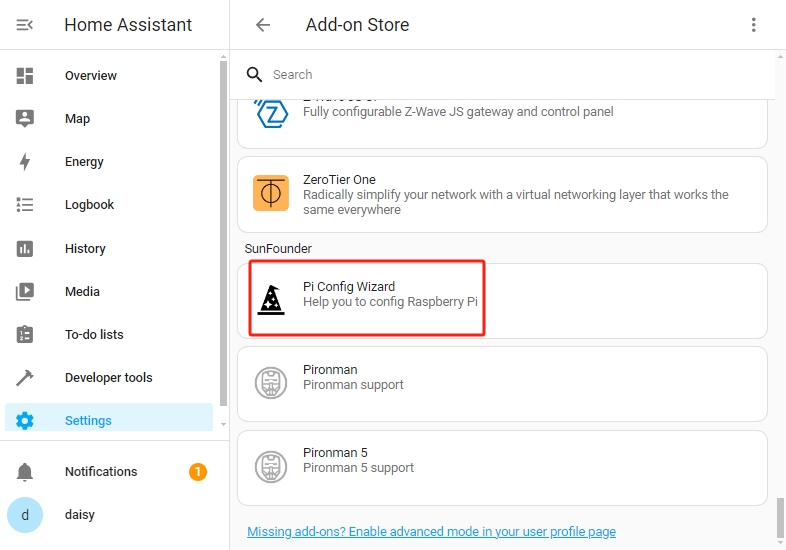 Home Assistant
Add-on Store
Overview
Map
Energy
Logbook
History
Media
To-do lists
Developer tools
Settings
Notifications
1
d
daisy
Search
Fully configurable Z-Wave JS gateway and control panel
ZeroTier One
Radically simplify your network with a virtual networking layer that works the
same everywhere
SunFounder
Pi Config Wizard
Help you to config Raspberry Pi
Pironman
Pironman support
Pironman 5
Pironman 5 support
Missing add-ons? Enable advanced mode in your user profile page